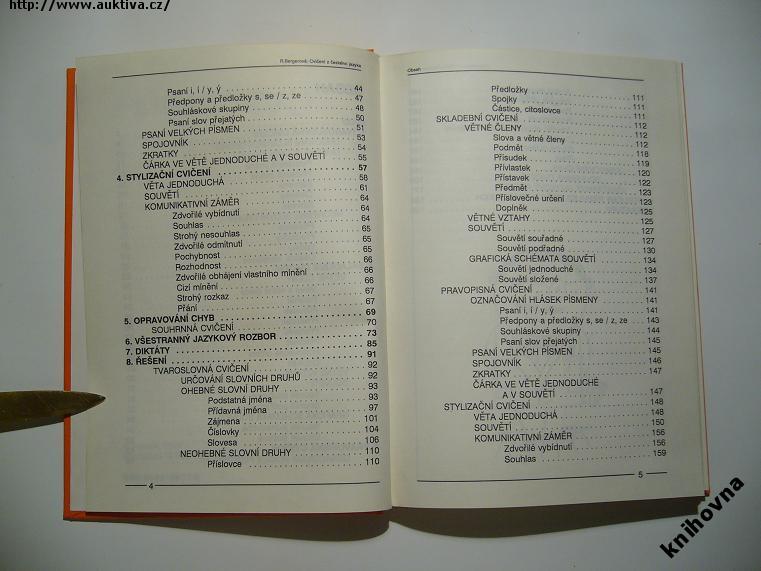 http://www.auktiva.cz/
R.Bergerová: Cvičení z českého jazyka
Psaní i, í / y, ý 44
Předpony a předložky s, se / z, ze 47
Souhláskové skupiny 48
Psaní slov přejatých 50
PSANÍ VELKÝCH PÍSMEN 51
SPOJOVNÍK 53
ZKRATKY 54
ČÁRKA VE VĚTĚ JEDNODUCHÉ A V SOUVĚTÍ 55
4. STYLIZAČNÍ CVIČENÍ 57
VĚTA JEDNODUCHÁ 58
SOUVĚTÍ 61
KOMUNIKATIVNÍ ZÁMĚR 64
Zdvořilé vybídnutí 64
Souhlas 64
Strohý nesouhlas 65
Zdvořilé odmítnutí 65
Pochybnost 65
Rozhodnost 66
Zdvořilé obhájení vlastního mínění 66
Cizí mínění 66
Strohý rozkaz 67
Přání 67
5. OPRAVOVÁNÍ CHYB 69
SOUHRNNÁ CVIČENÍ 70
6. VŠESTRANNÝ JAZYKOVÝ ROZBOR 73
7. DIKTÁTY 85
8. ŘEŠENÍ 91
TVAROSLOVNÁ CVIČENÍ 92
URČOVÁNÍ SLOVNÍCH DRUHŮ 92
OHEBNÉ SLOVNÍ DRUHY 93
Podstatná jména 93
Přídavná jména 97
Zájmena 101
Číslovky 104
Slovesa 106
NEOHEBNÉ SLOVNÍ DRUHY 110
Příslovce 110
4
Obsah
Předložky 111
Spojky 111
Částice, citoslovce 111
SKLADEBNÍ CVIČENÍ 112
VĚTNÉ ČLENY 112
Slova a větné členy 112
Podmět 118
Přísudek 119
Přívlastek 120
Přístavek 122
Předmět 123
Příslovečné určení 123
Doplněk 125
VĚTNÉ VZTAHY 125
SOUVĚTÍ 127
Souvětí souřadné 127
Souvětí podřadné 130
GRAFICKÁ SCHÉMATA SOUVĚTÍ 134
Souvětí jednoduché 134
Souvětí složené 137
PRAVOPISNÁ CVIČENÍ 141
OZNAČOVÁNÍ HLÁSEK PÍSMENY 141
Psaní i, í / y, ý 141
Předpony a předložky s, se / z, ze 143
Souhláskové skupiny 144
Psaní slov přejatých 145
PSANÍ VELKÝCH PÍSMEN 145
SPOJOVNÍK 146
ZKRATKY 147
ČÁRKA VE VĚTĚ JEDNODUCHÉ
A V SOUVĚTÍ 147
STYLIZAČNÍ CVIČENÍ 148
VĚTA JEDNODUCHÁ 148
SOUVĚTÍ 150
KOMUNIKATIVNÍ ZÁMĚR 156
Zdvořilé vybídnutí 156
Souhlas 159
5
knihovna